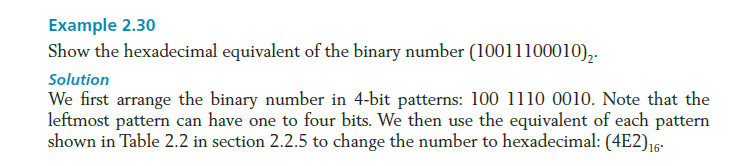 Example 2.30
Show the hexadecimal equivalent of the binary number (10011100010)₂.
Solution
We first arrange the binary number in 4-bit patterns: 100 1110 0010. Note that the
leftmost pattern can have one to four bits. We then use the equivalent of each pattern
shown in Table 2.2 in section 2.2.5 to change the number to hexadecimal: (4E2)₁₆.